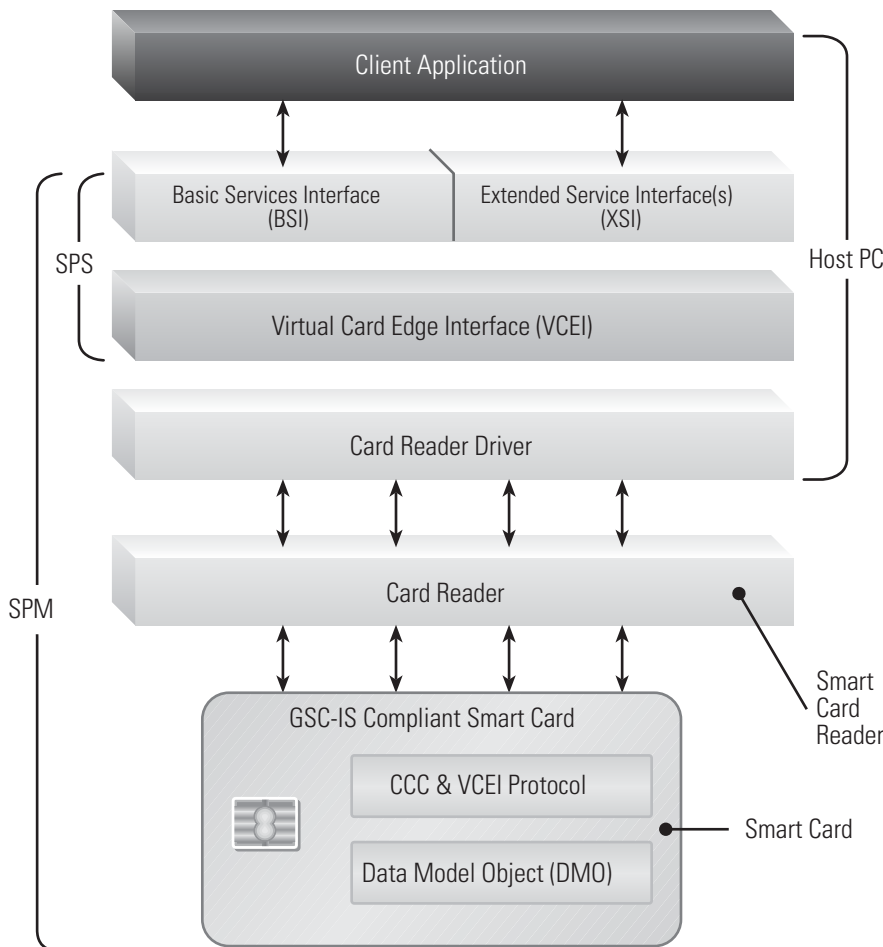 Client Application
Basic Services Interface
(BSI)
Extended Service Interface(s)
(XSI)
SPS
Host PC
Virtual Card Edge Interface (VCEI)
Card Reader Driver
Card Reader
SPM
Smart
Card
Reader
GSC-IS Compliant Smart Card
CCC & VCEI Protocol
Smart Card
Data Model Object (DMO)